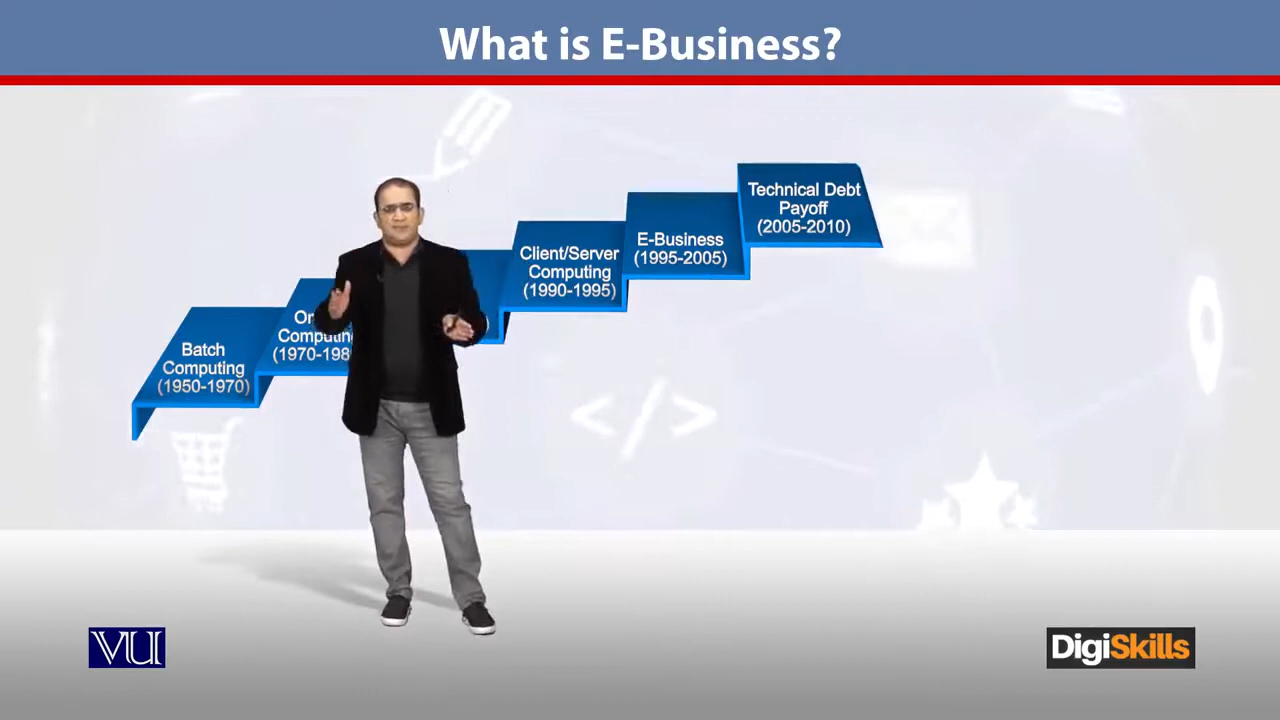 What is E-Business?
Technical Debt
Payoff
(2005-2010)
E-Business
(1995-2005)
Client/Server
Computing
(1990-1995)
Computing
Batch
Computing
(1950-1970)
VU
DigiSkills